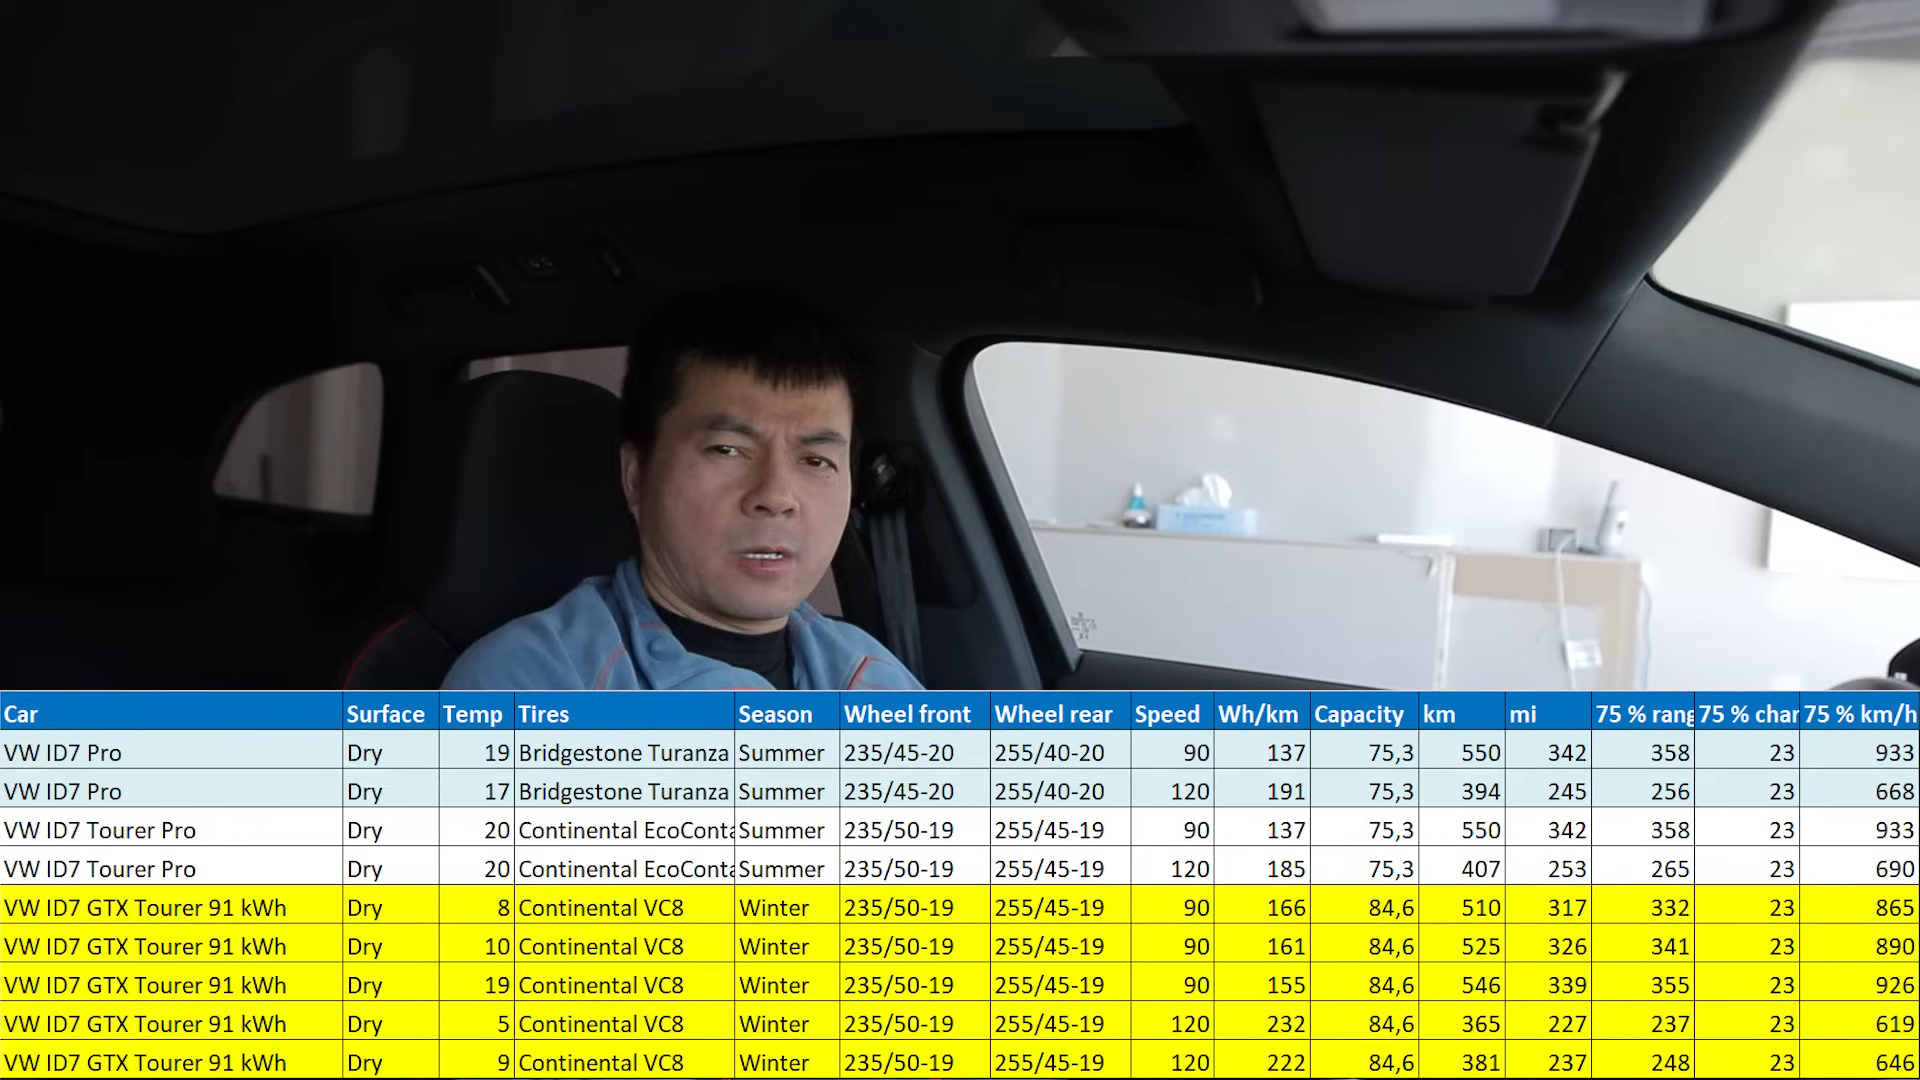 Car Surface Temp Tires Season Wheel front Wheel rear Speed Wh/km Capacity km mi 75 % rang 75 % char 75 % km/h
VW ID7 Pro Dry 19 Bridgestone Turanza Summer 235/45-20 255/40-20 90 137 75,3 550 342 358 23 933
VW ID7 Pro Dry 17 Bridgestone Turanza Summer 235/45-20 255/40-20 120 191 75,3 394 245 256 23 668
VW ID7 Tourer Pro Dry 20 Continental EcoConta Summer 235/50-19 255/45-19 90 137 75,3 550 342 358 23 933
VW ID7 Tourer Pro Dry 20 Continental EcoConta Summer 235/50-19 255/45-19 120 185 75,3 407 253 265 23 690
VW ID7 GTX Tourer 91 kWh Dry 8 Continental VC8 Winter 235/50-19 255/45-19 90 166 84,6 510 317 332 23 865
VW ID7 GTX Tourer 91 kWh Dry 10 Continental VC8 Winter 235/50-19 255/45-19 90 161 84,6 525 326 341 23 890
VW ID7 GTX Tourer 91 kWh Dry 19 Continental VC8 Winter 235/50-19 255/45-19 90 155 84,6 546 339 355 23 926
VW ID7 GTX Tourer 91 kWh Dry 5 Continental VC8 Winter 235/50-19 255/45-19 120 232 84,6 365 227 237 23 619
VW ID7 GTX Tourer 91 kWh Dry 9 Continental VC8 Winter 235/50-19 255/45-19 120 222 84,6 381 237 248 23 646